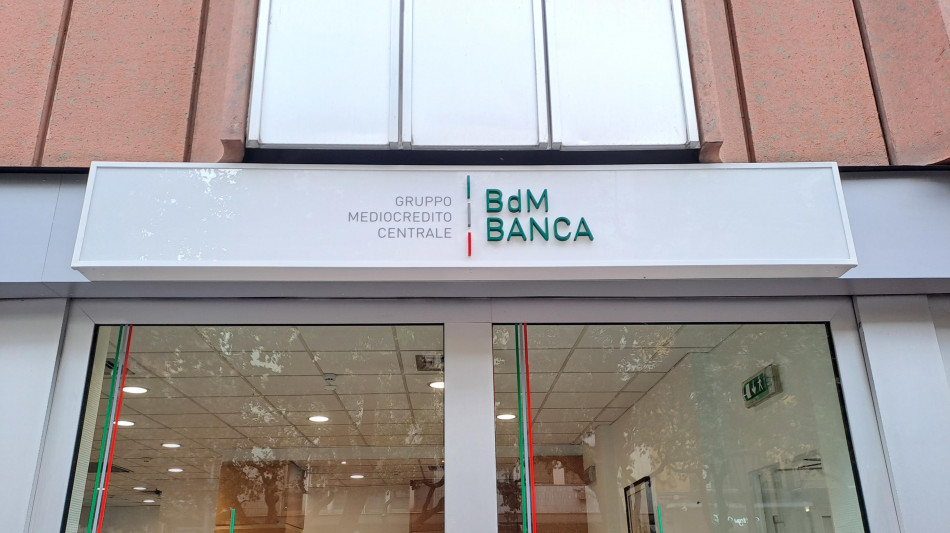 GRUPPO
MEDIOCREDITO
CENTRALE
BdM
BANCA